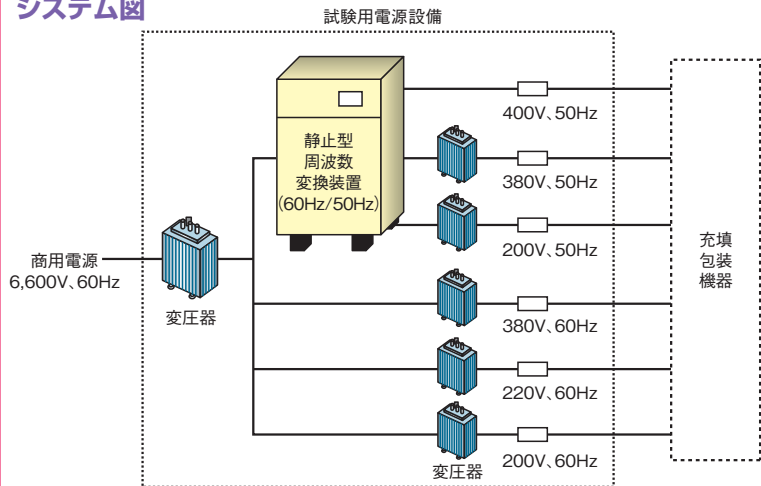 システム図
試験用電源設備
静止型
周波数
変換装置
(60Hz/50Hz)
400V、50Hz
380V、50Hz
200V、50Hz
商用電源
6,600V、60Hz
変圧器
380V、60Hz
220V、60Hz
200V、60Hz
変圧器
充填
包装
機器